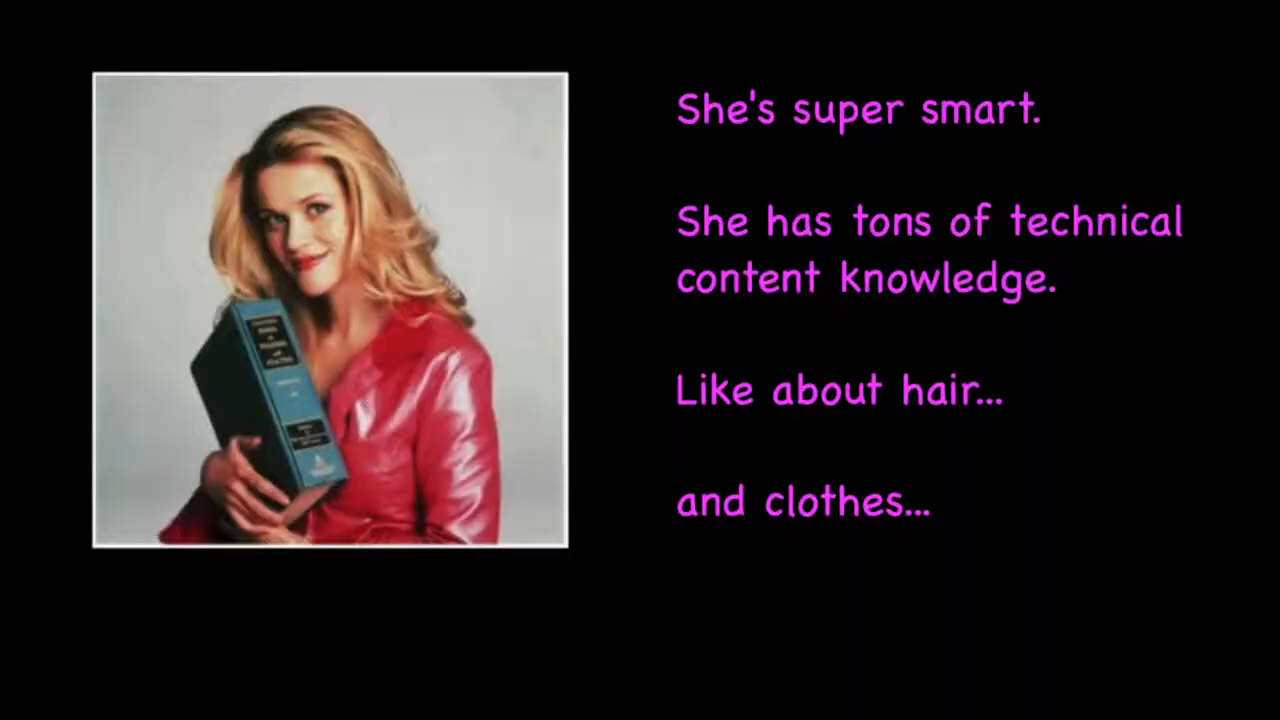 She's super smart.
She has tons of technical
content knowledge.
Like about hair...
and clothes...